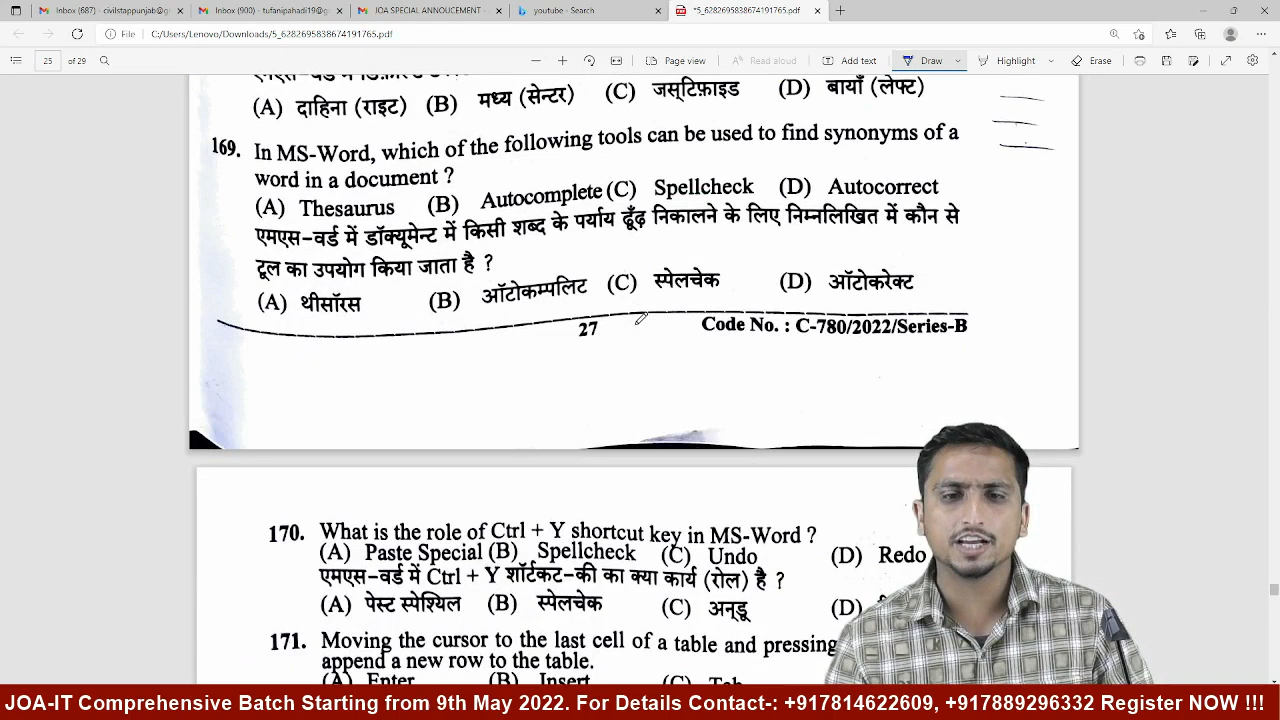 Inbox (687) - civilstappunjab@g
Inbox (900) - tufanipahadi19@g
JOA SPECIAL ANNOUCEMENT -
youtube - Search
*5_6282695838674191765.pdf
File C:/Users/Lenovo/Downloads/5_6282695838674191765.pdf
25 of 29 Page view Read aloud Add text Draw Highlight Erase
(A) दाहिना (राइट) (B) मध्य (सेन्टर) (C) जस्टिफ़ाइड (D) बायाँ (लेफ्ट)
169. In MS-Word, which of the following tools can be used to find synonyms of a
word in a document ?
(A) Thesaurus (B) Autocomplete (C) Spellcheck (D) Autocorrect
एमएस-वर्ड में डॉक्यूमेन्ट में किसी शब्द के पर्याय ढूँढ़ निकालने के लिए निम्नलिखित में कौन से
टूल का उपयोग किया जाता है ?
(A) थीसॉरस (B) ऑटोकम्पलिट (C) स्पेलचेक (D) ऑटोकरेक्ट
27 Code No. : C-780/2022/Series-B
170. What is the role of Ctrl + Y shortcut key in MS-Word ?
(A) Paste Special (B) Spellcheck (C) Undo (D) Redo
एमएस-वर्ड में Ctrl + Y शॉर्टकट-की का क्या कार्य (रोल) है ?
(A) पेस्ट स्पेश्यिल (B) स्पेलचेक (C) अन्डू (D)
171. Moving the cursor to the last cell of a table and pressing
append a new row to the table.
(A) Enter (B) Insert (C) Tab
JOA-IT Comprehensive Batch Starting from 9th May 2022. For Details Contact-: +917814622609, +917889296332 Register NOW !!!